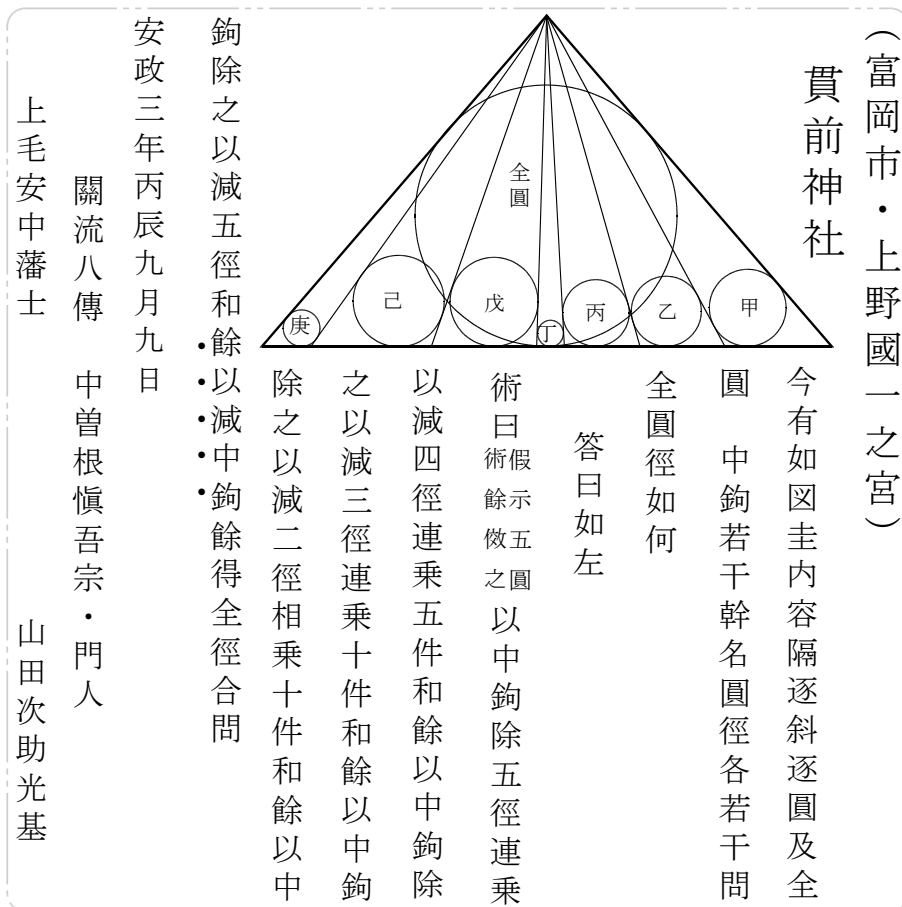 （富岡市・上野國一之宮）
貫前神社
今有如図圭内容隔逐斜逐圓及全
圓　中鉤若干幹名圓徑各若干問
全圓徑如何
答曰如左
術曰假示五圓術餘傚之以中鉤除五徑連乗
以減四徑連乗五件和餘以中鉤除
之以減三徑連乗十件和餘以中鉤
除之以減二徑相乗十件和餘以中
鉤除之以減五徑和餘以減中鉤餘得全徑合問
安政三年丙辰九月九日
關流八傳　中曽根愼吾宗・門人
上毛安中藩士　山田次助光基
全圓
甲
乙
丙
丁
戊
己
庚